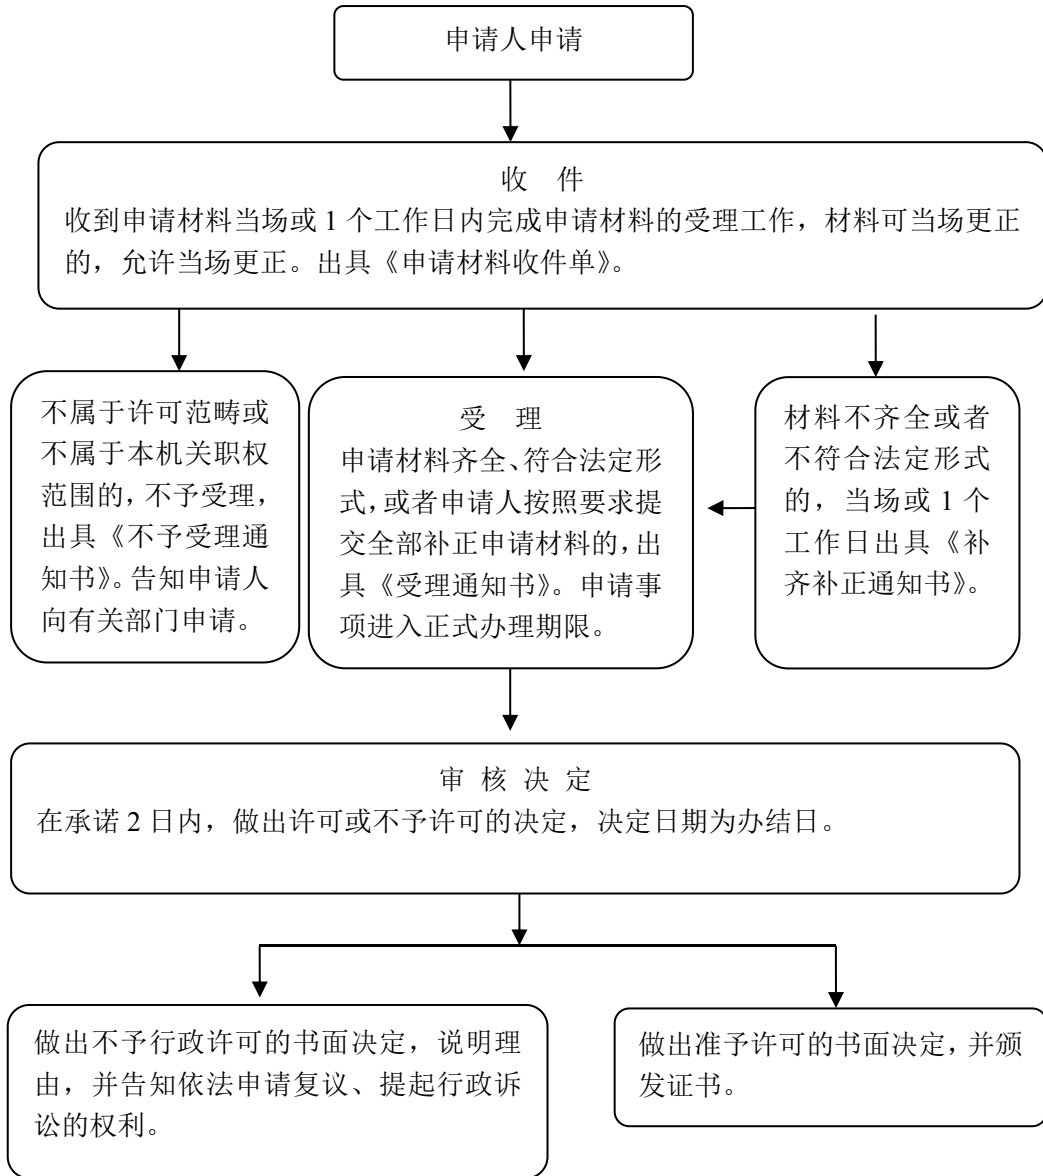 申请人申请
收 件
收到申请材料当场或 1 个工作日内完成申请材料的受理工作，材料可当场更正
的，允许当场更正。出具《申请材料收件单》。
不属于许可范畴或
不属于本机关职权
范围的，不予受理，
出具《不予受理通
知书》。告知申请人
向有关部门申请。
受 理
申请材料齐全、符合法定形
式，或者申请人按照要求提
交全部补正申请材料的，出
具《受理通知书》。申请事
项进入正式办理期限。
材料不齐全或者
不符合法定形式
的，当场或 1 个
工作日出具《补
齐补正通知书》。
审 核 决 定
在承诺 2 日内，做出许可或不予许可的决定，决定日期为办结日。
做出不予行政许可的书面决定，说明理
由，并告知依法申请复议、提起行政诉
讼的权利。
做出准予许可的书面决定，并颁
发证书。